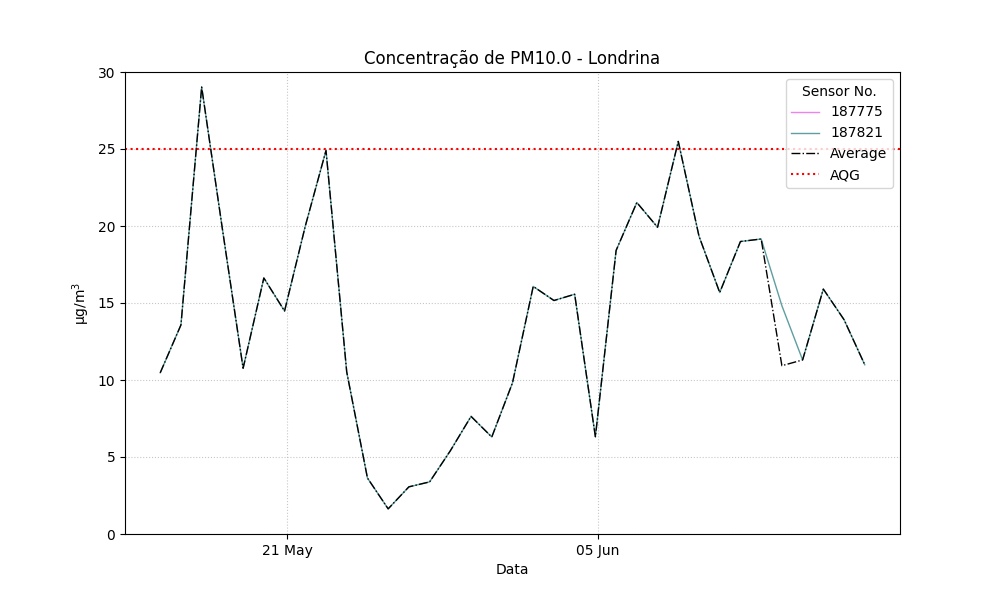 Concentração de PM10.0 - Londrina
30
25
20
15
10
5
0
µg/m³
21 May
05 Jun
Data
Sensor No.
187775
187821
Average
AQG